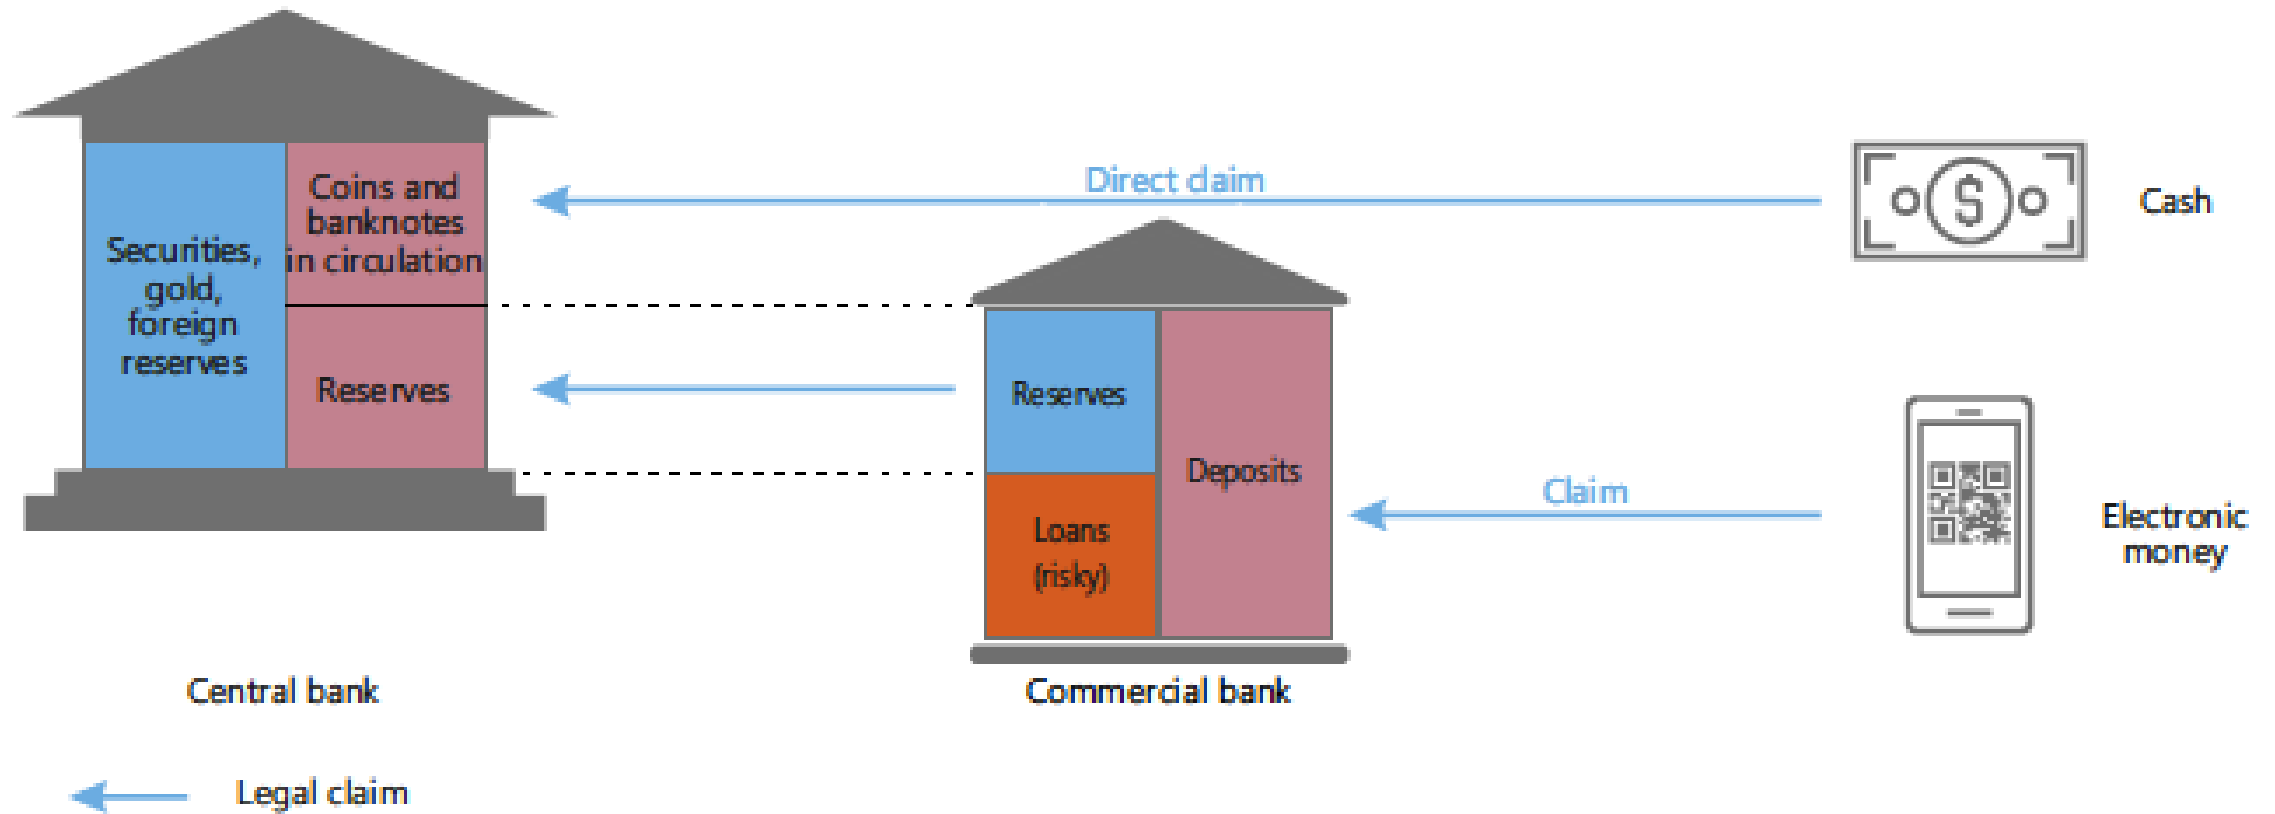 Coins and
banknotes
in circulation
Securities,
gold,
foreign
reserves
Reserves
Direct claim
$
Cash
Reserves
Deposits
Loans
(risky)
Claim
Electronic
money
Central bank
Commercial bank
Legal claim